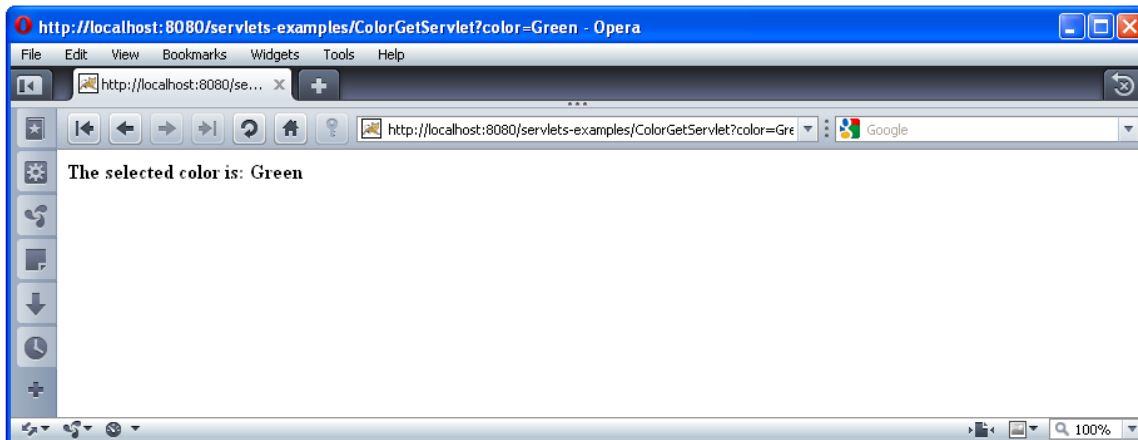 http://localhost:8080/servlets-examples/ColorGetServlet?color=Green - Opera
File Edit View Bookmarks Widgets Tools Help
http://localhost:8080/se...
http://localhost:8080/servlets-examples/ColorGetServlet?color=Gre
Google
The selected color is: Green
100%